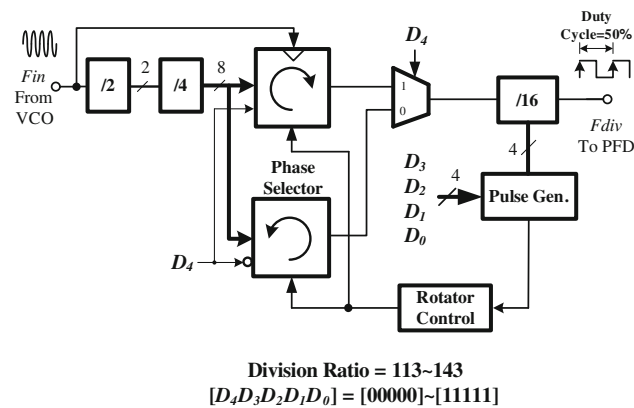 Duty
Cycle=50%
D4
Fin
From
VCO
/2
2
/4
8
1
0
/16
Fdiv
To PFD
4
Phase
Selector
D3
D2
D1
D0
4
Pulse Gen.
D4
Rotator
Control
Division Ratio = 113~143
[D4D3D2D1D0] = [00000]~[11111]